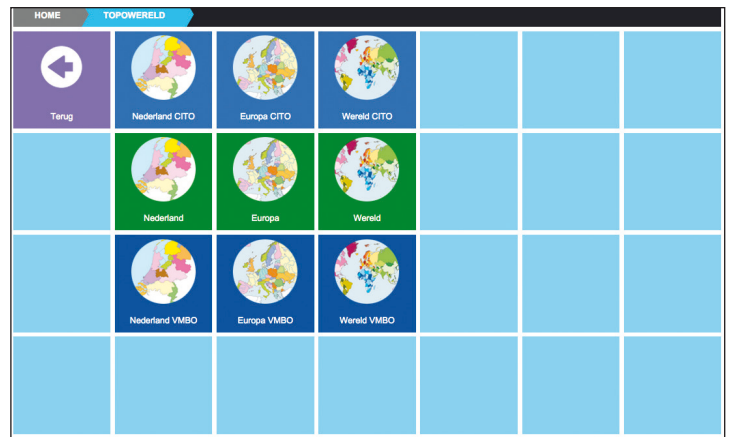 HOME TOPOWERELD
Terug Nederland CITO Europa CITO Wereld CITO
Nederland Europa Wereld
Nederland VMBO Europa VMBO Wereld VMBO